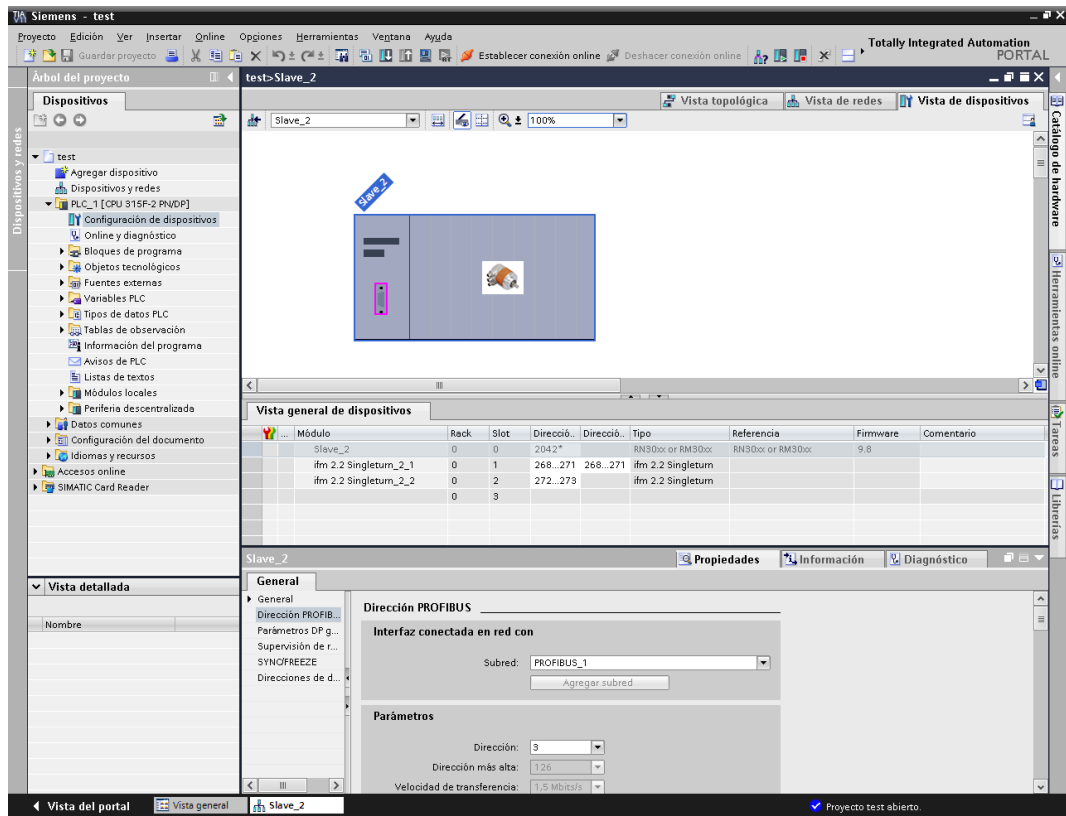 Siemens - test
Proyecto Edición Ver Insertar Online Opciones Herramientas Ventana Ayuda
Guardar proyecto Establecer conexión online Deshacer conexión online
Totally Integrated Automation
PORTAL
Árbol del proyecto
test>Slave_2
Dispositivos
Vista topológica Vista de redes Vista de dispositivos
Slave_2 100%
test
Agregar dispositivo
Dispositivos y redes
PLC_1 [CPU 315F-2 PN/DP]
Configuración de dispositivos
Online y diagnóstico
Bloques de programa
Objetos tecnológicos
Fuentes externas
Variables PLC
Tipos de datos PLC
Tablas de observación
Información del programa
Avisos de PLC
Listas de textos
Módulos locales
Periferia descentralizada
Datos comunes
Configuración del documento
Idiomas y recursos
Accesos online
SIMATIC Card Reader
Dispositivos y redes
Slave_2
Vista general de dispositivos
... Módulo Rack Slot Direcció.. Direcció.. Tipo Referencia Firmware Comentario
Slave_2 0 0 2042* RN30xx or RM30xx RN30xx or RM30xx 9.8
ifm 2.2 Singleturn_2_1 0 1 268...271 268...271 ifm 2.2 Singleturn
ifm 2.2 Singleturn_2_2 0 2 272...273 ifm 2.2 Singleturn
0 3
Slave_2
Propiedades Información Diagnóstico
General
General
Dirección PROFIB...
Parámetros DP g...
Supervisión de r...
SYNC/FREEZE
Direcciones de d...
Dirección PROFIBUS
Interfaz conectada en red con
Subred: PROFIBUS_1
Agregar subred
Parámetros
Dirección: 3
Dirección más alta: 126
Velocidad de transferencia: 1,5 Mbits/s
Vista detallada
Nombre
Catálogo de hardware
Herramientas online
Tareas
Librerías
Vista del portal Vista general Slave_2
Proyecto test abierto.